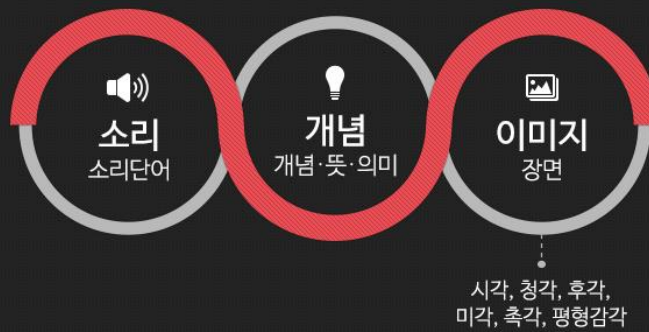 소리
소리단어
개념
개념·뜻·의미
이미지
장면
시각, 청각, 후각,
미각, 촉각, 평형감각